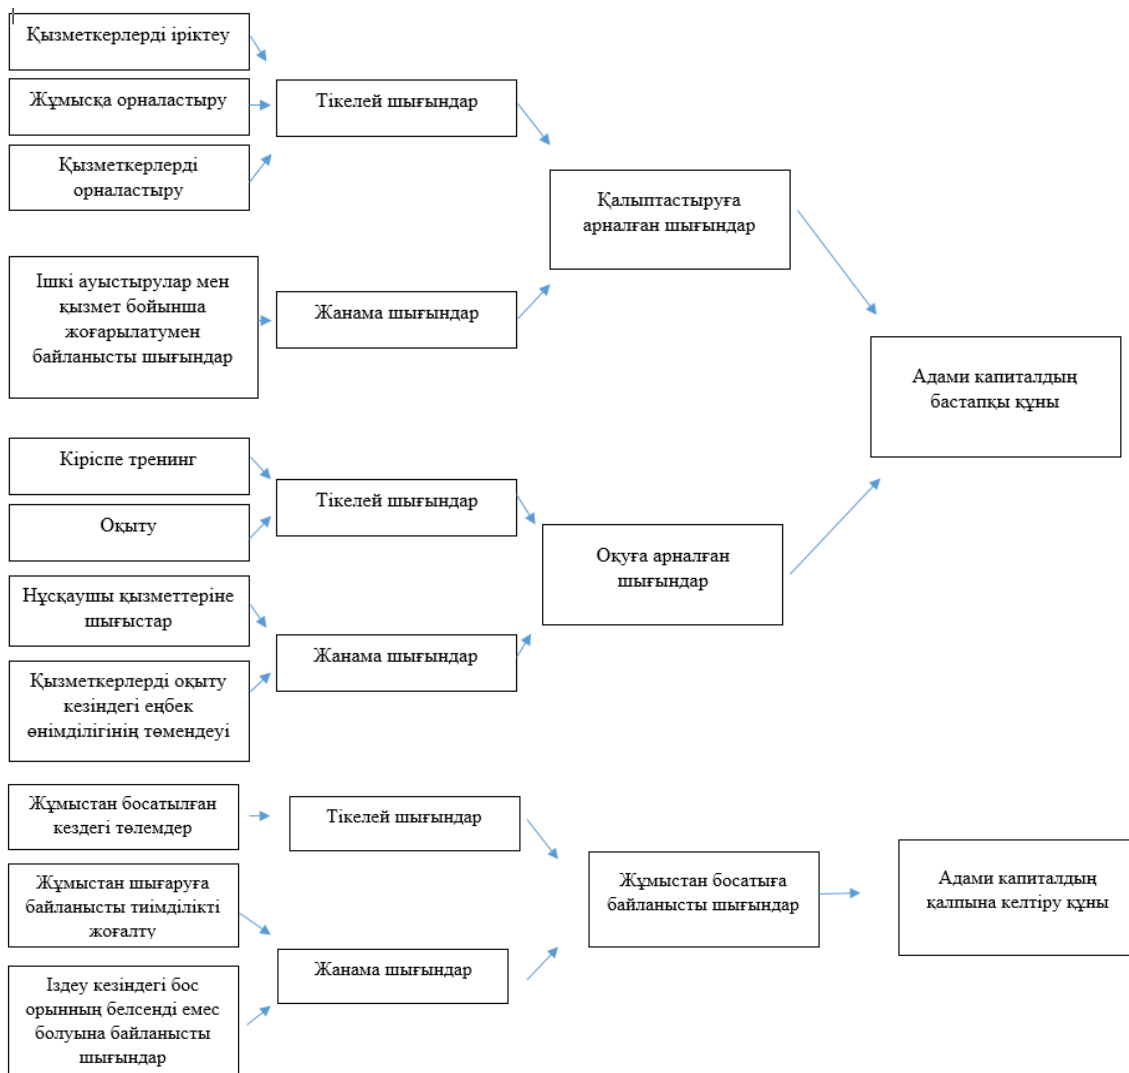 Қызметкерлерді іріктеу
Жұмысқа орналастыру
Қызметкерлерді
орналастыру
Тікелей шығындар
Ішкі ауыстырулар мен
қызмет бойынша
жоғарылатумен
байланысты шығындар
Жанама шығындар
Қалыптастыруға
арналған шығындар
Кіріспе тренинг
Оқыту
Тікелей шығындар
Нұсқаушы қызметтеріне
шығыстар
Қызметкерлерді оқыту
кезіндегі еңбек
өнімділігінің төмендеуі
Жанама шығындар
Оқуға арналған
шығындар
Адами капиталдың
бастапқы құны
Жұмыстан босатылған
кездегі төлемдер
Тікелей шығындар
Жұмыстан шығаруға
байланысты тиімділікті
жоғалту
Іздеу кезіндегі бос
орынның белсенді емес
болуына байланысты
шығындар
Жанама шығындар
Жұмыстан босатыға
байланысты шығындар
Адами капиталдың
қалпына келтіру құны